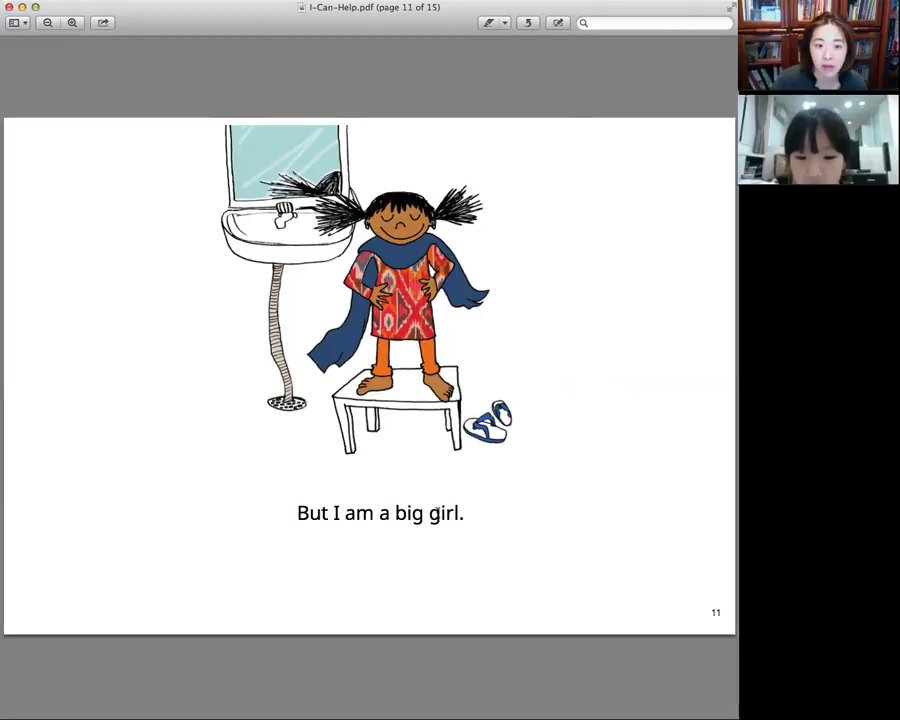 I-Can-Help.pdf (page 11 of 15)
But I am a big girl.
11